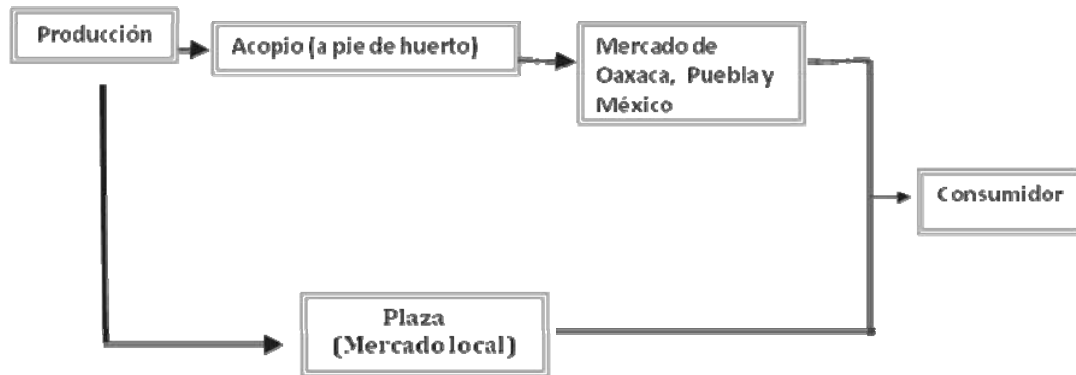 Producción
Acopio (a pie de huerto)
Mercado de
Oaxaca, Puebla y
México
Consumidor
Plaza
(Mercado local)